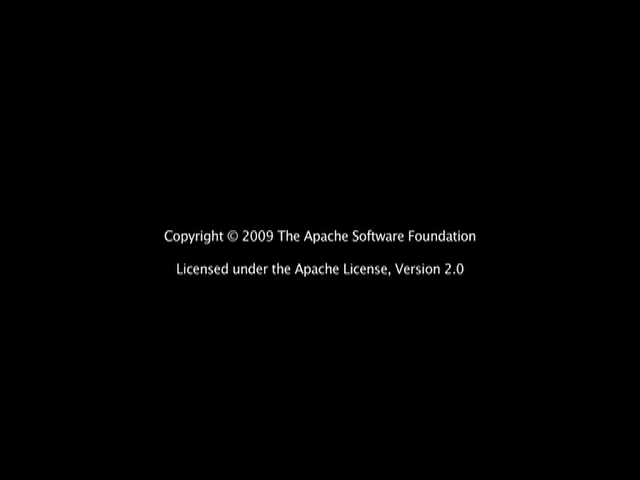 Copyright © 2009 The Apache Software Foundation
Licensed under the Apache License, Version 2.0